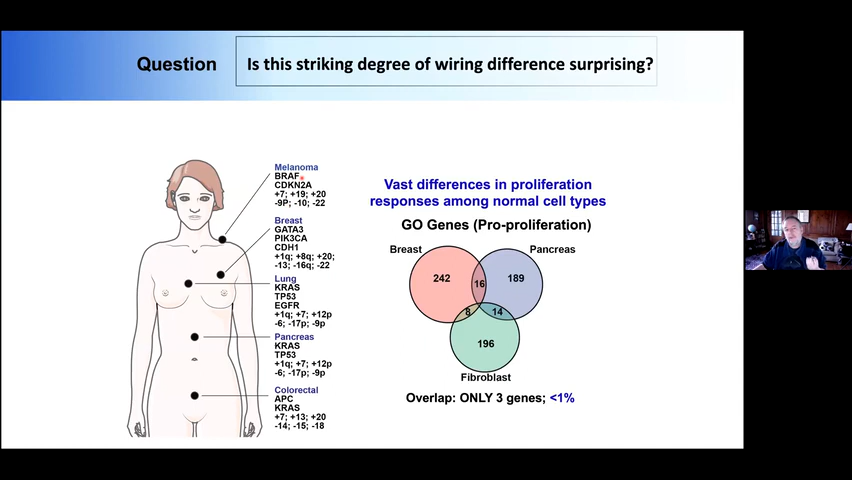 Question
Is this striking degree of wiring difference surprising?
Melanoma
BRAF
CDKN2A
+7; +19; +20
-9P; -10; -22
Breast
GATA3
PIK3CA
CDH1
+1q; +8q; +20;
-13; -16q; -22
Lung
KRAS
TP53
EGFR
+1q; +7; +12p
-6; -17p; -9p
Pancreas
KRAS
TP53
+1q; +7; +12p
-6; -17p; -9p
Colorectal
APC
KRAS
+7; +13; +20
-14; -15; -18
Vast differences in proliferation
responses among normal cell types
GO Genes (Pro-proliferation)
Breast
Pancreas
242
16
189
8
14
196
Fibroblast
Overlap: ONLY 3 genes; <1%